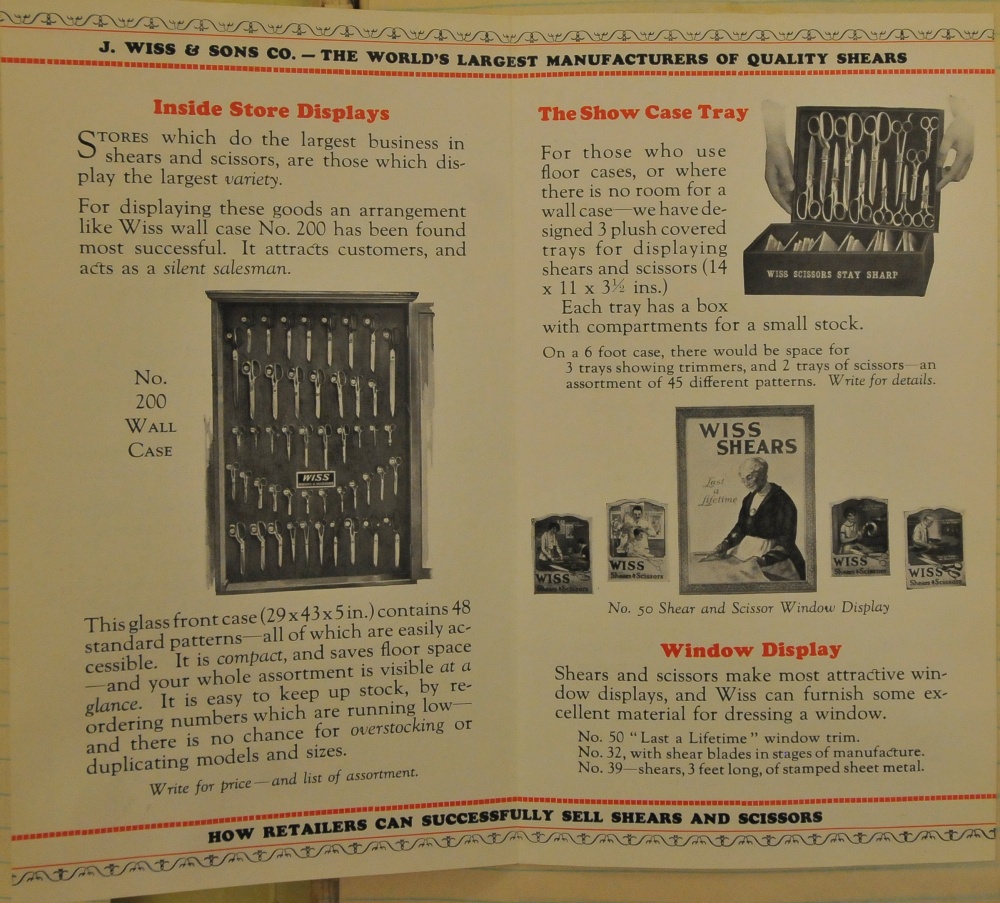 J. WISS & SONS CO. — THE WORLD'S LARGEST MANUFACTURERS OF QUALITY SHEARS
Inside Store Displays
STORES which do the largest business in
shears and scissors, are those which dis-
play the largest variety.
For displaying these goods an arrangement
like Wiss wall case No. 200 has been found
most successful. It attracts customers, and
acts as a silent salesman.
No.
200
WALL
CASE
WISS
This glass front case (29 x 43 x 5 in.) contains 48
standard patterns—all of which are easily ac-
cessible. It is compact, and saves floor space
—and your whole assortment is visible at a
glance. It is easy to keep up stock, by re-
ordering numbers which are running low—
and there is no chance for overstocking or
duplicating models and sizes.
Write for price—and list of assortment.
The Show Case Tray
For those who use
floor cases, or where
there is no room for a
wall case—we have de-
signed 3 plush covered
trays for displaying
shears and scissors (14
x 11 x 3½ ins.)
Each tray has a box
with compartments for a small stock.
WISS SCISSORS STAY SHARP
On a 6 foot case, there would be space for
3 trays showing trimmers, and 2 trays of scissors—an
assortment of 45 different patterns. Write for details.
WISS
SHEARS
Last
a
Lifetime
WISS
Shears & Scissors
WISS
Shears & Scissors
WISS
Shears & Scissors
WISS
Shears & Scissors
No. 50 Shear and Scissor Window Display
Window Display
Shears and scissors make most attractive win-
dow displays, and Wiss can furnish some ex-
cellent material for dressing a window.
No. 50 "Last a Lifetime" window trim.
No. 32, with shear blades in stages of manufacture.
No. 39—shears, 3 feet long, of stamped sheet metal.
HOW RETAILERS CAN SUCCESSFULLY SELL SHEARS AND SCISSORS